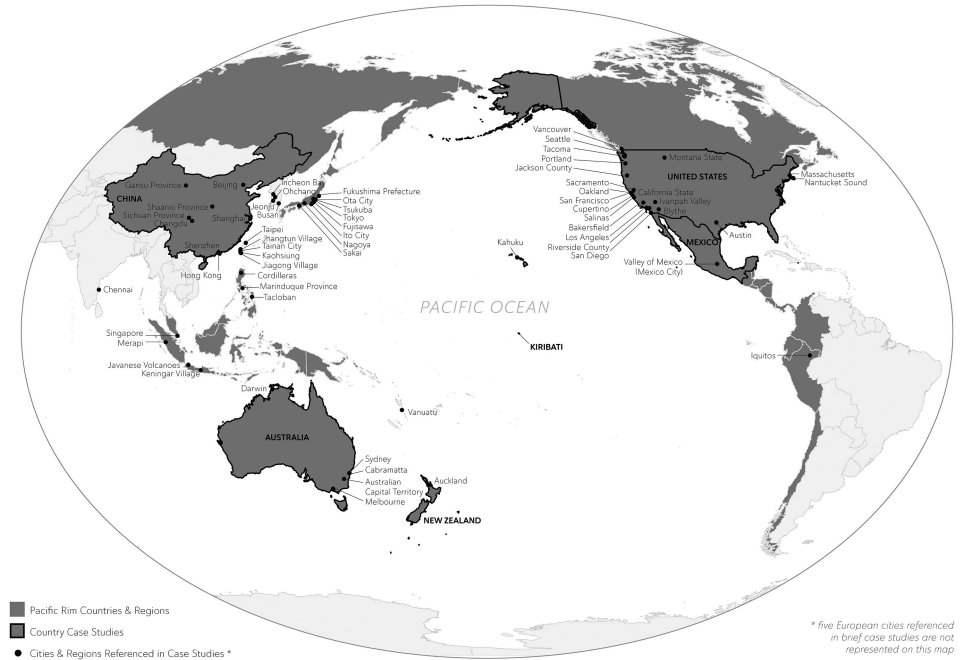 Vancouver
Seattle
Tacoma
Portland
Jackson County
Montana State
UNITED STATES
Massachusetts
Nantucket Sound
Sacramento
Oakland
San Francisco
Cupertino
Salinas
Bakersfield
Los Angeles
Riverside County
San Diego
California State
Ivanpah Valley
Blythe
Austin
MEXICO
Valley of Mexico
(Mexico City)
Gansu Province
Beijing
CHINA
Shaanxi Province
Sichuan Province
Chengdu
Shanghai
Shenzhen
Hong Kong
Incheon Bay
Ohchang
Jeonju
Busan
Fukushima Prefecture
Ota City
Tsukuba
Tokyo
Fujisawa
Ito City
Nagoya
Sakai
Taipei
Jhangtun Village
Tainan City
Kaohsiung
Jiagong Village
Cordilleras
Marinduque Province
Tacloban
Chennai
Kahuku
PACIFIC OCEAN
KIRIBATI
Singapore
Merapi
Javanese Volcanoes
Keningar Village
Iquitos
Darwin
Vanuatu
AUSTRALIA
Sydney
Cabramatta
Australian
Capital Territory
Melbourne
Auckland
NEW ZEALAND
Pacific Rim Countries & Regions
Country Case Studies
Cities & Regions Referenced in Case Studies *
* five European cities referenced
in brief case studies are not
represented on this map